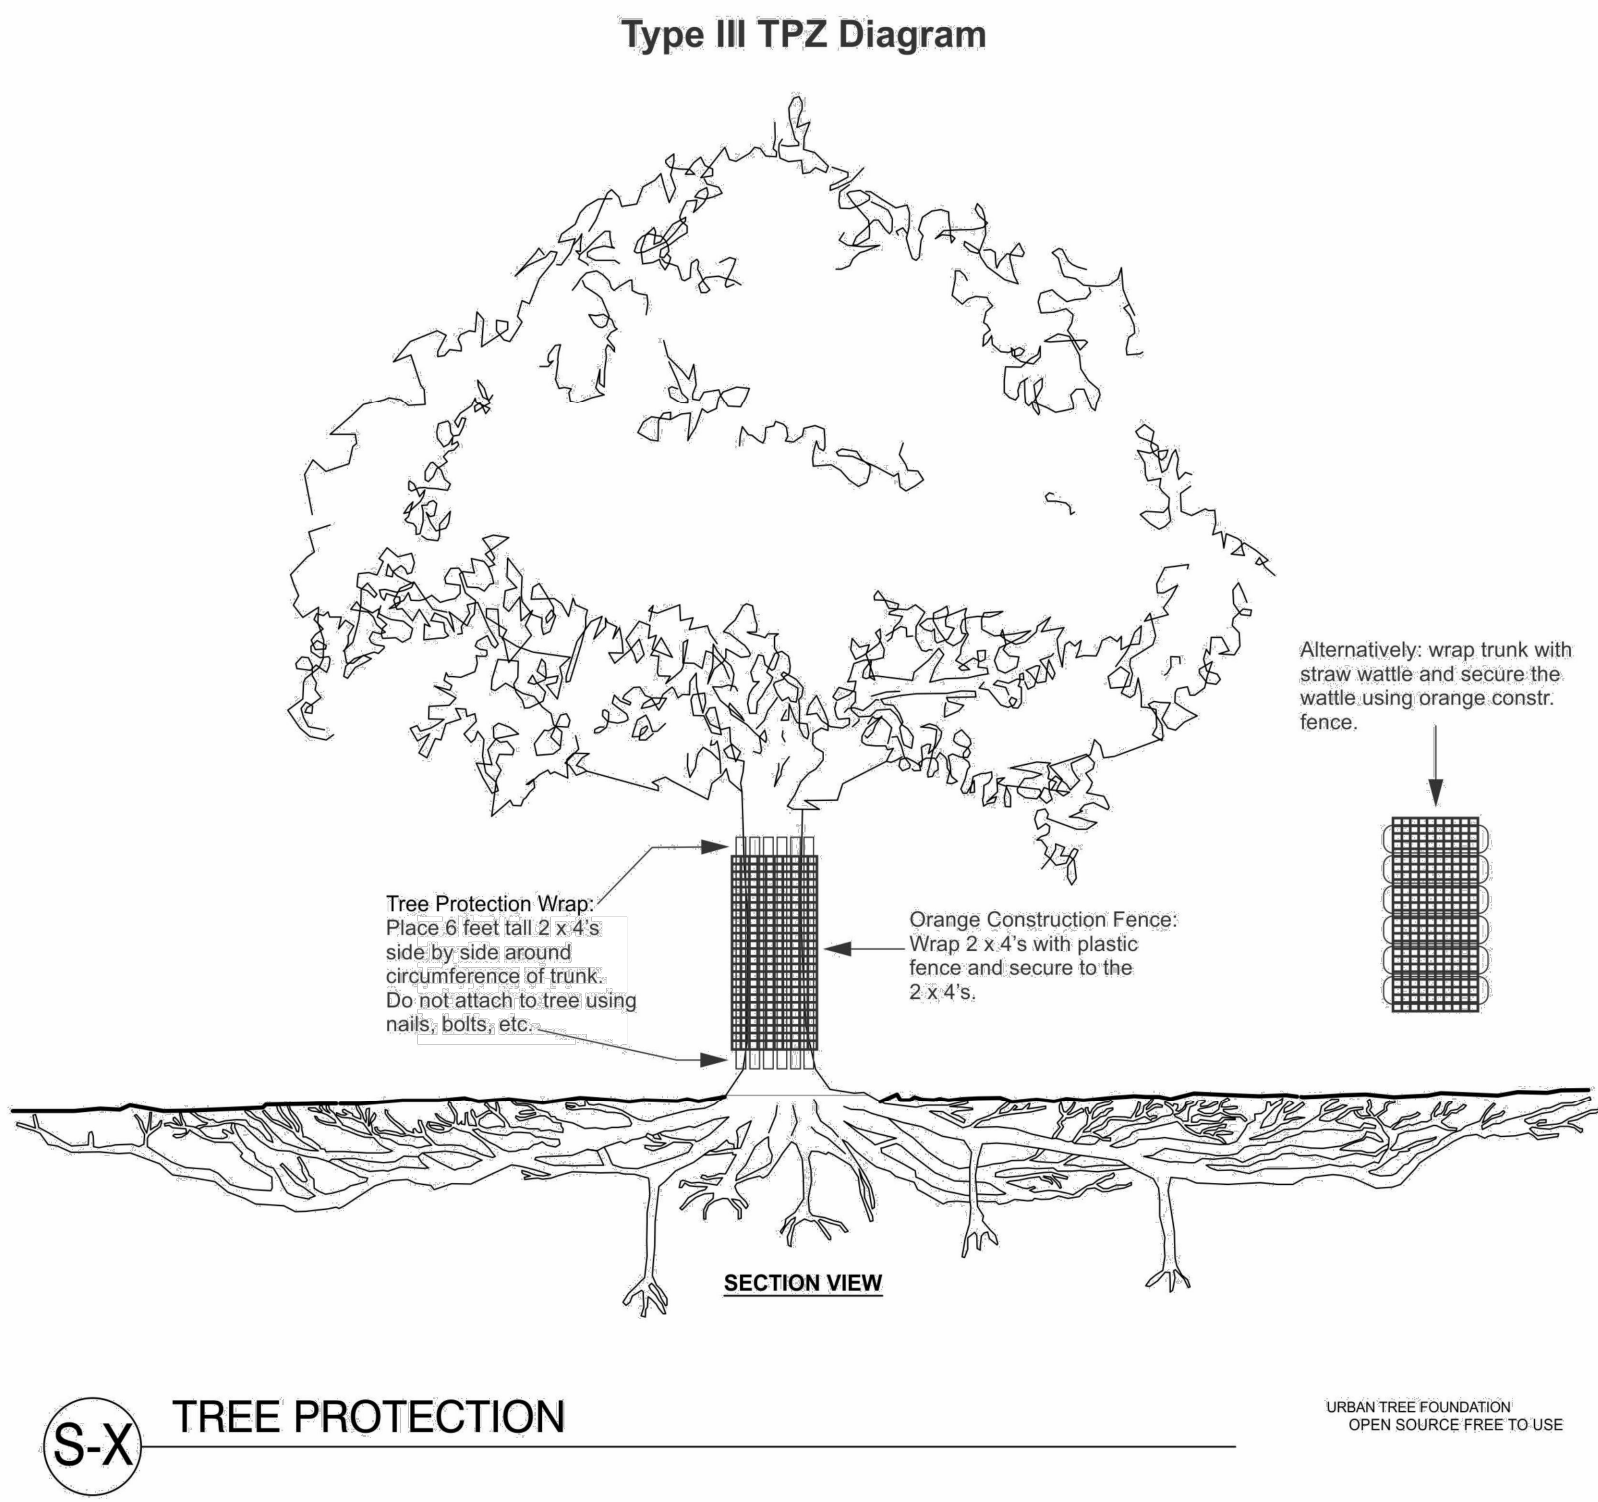 Type III TPZ Diagram
Alternatively: wrap trunk with
straw wattle and secure the
wattle using orange constr.
fence.
Tree Protection Wrap:
Place 6 feet tall 2 x 4's
side by side around
circumference of trunk.
Do not attach to tree using
nails, bolts, etc.
Orange Construction Fence:
Wrap 2 x 4's with plastic
fence and secure to the
2 x 4's.
SECTION VIEW
S-X
TREE PROTECTION
URBAN TREE FOUNDATION
OPEN SOURCE FREE TO USE